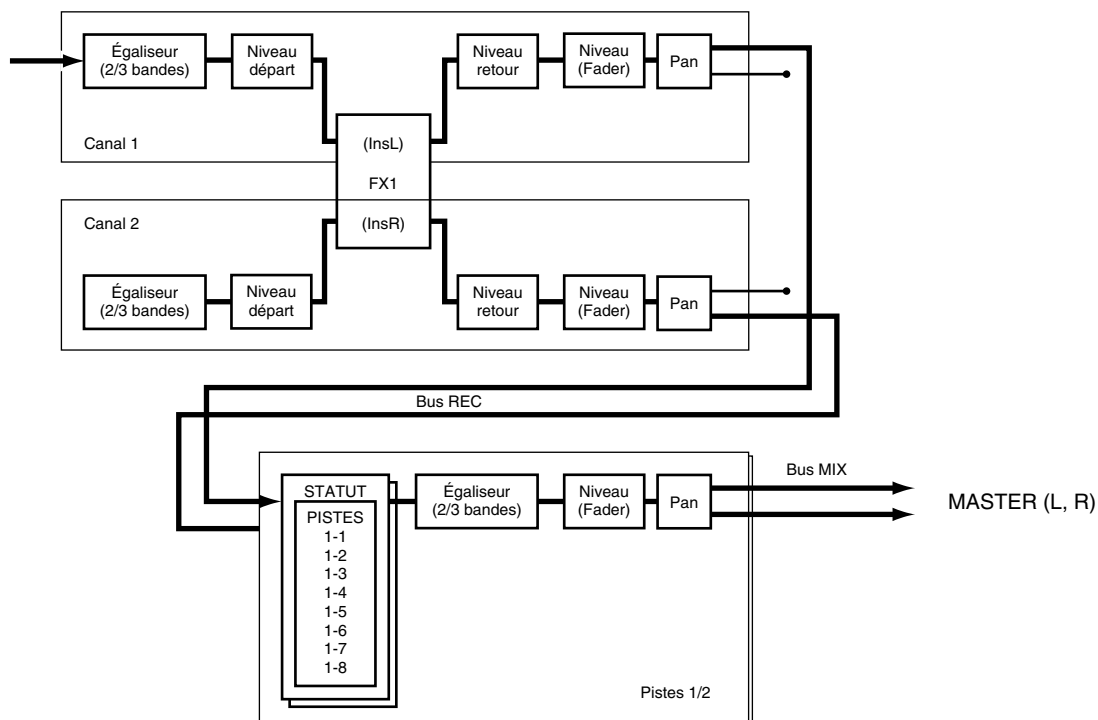 Égaliseur
(2/3 bandes)
Niveau
départ
Niveau
retour
Niveau
(Fader)
Pan
Canal 1
(InsL)
FX1
(InsR)
Canal 2
Égaliseur
(2/3 bandes)
Niveau
départ
Niveau
retour
Niveau
(Fader)
Pan
Bus REC
STATUT
PISTES
1-1
1-2
1-3
1-4
1-5
1-6
1-7
1-8
Égaliseur
(2/3 bandes)
Niveau
(Fader)
Pan
Bus MIX
MASTER (L, R)
Pistes 1/2